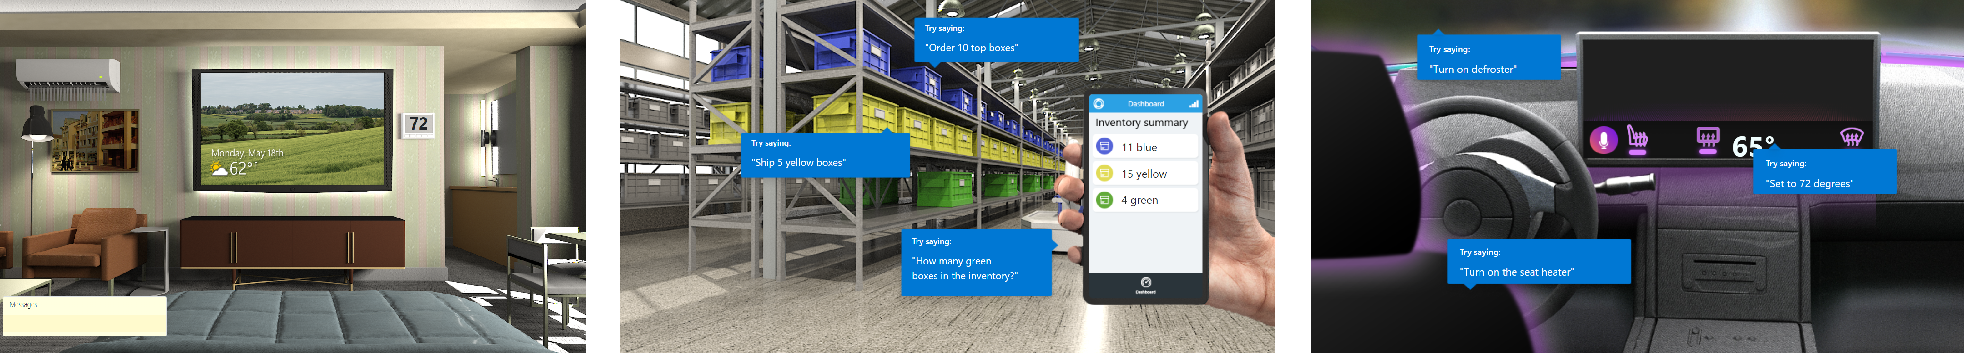 Monday, May 18th
62°F
72
Messages
Try saying:
"Order 10 top boxes"
Try saying:
"Ship 5 yellow boxes"
Try saying:
"How many green
boxes in the inventory?"
Dashboard
Inventory summary
11 blue
15 yellow
4 green
Dashboard
Try saying:
"Turn on defroster"
65°
Try saying:
"Set to 72 degrees"
Try saying:
"Turn on the seat heater"